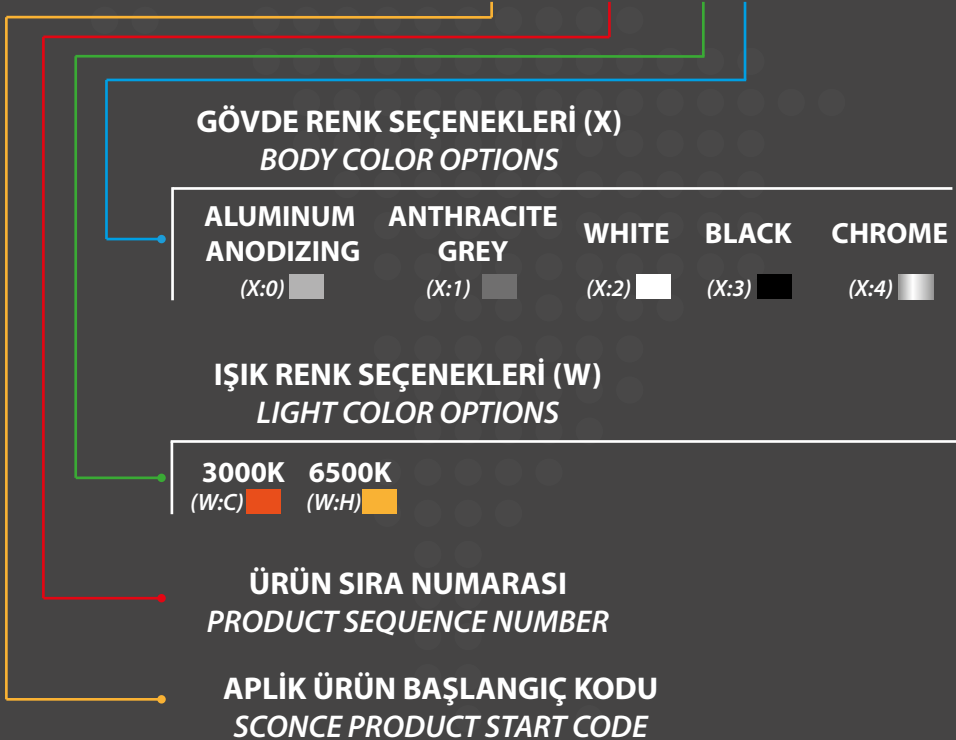 GÖVDE RENK SEÇENEKLERİ (X)
BODY COLOR OPTIONS
ALUMINUM ANODIZING
ANTHRACITE GREY
WHITE
BLACK
CHROME
(X:0)
(X:1)
(X:2)
(X:3)
(X:4)
IŞIK RENK SEÇENEKLERİ (W)
LIGHT COLOR OPTIONS
3000K 6500K
(W:C) (W:H)
ÜRÜN SIRA NUMARASI
PRODUCT SEQUENCE NUMBER
APLİK ÜRÜN BAŞLANGIÇ KODU
SCONCE PRODUCT START CODE